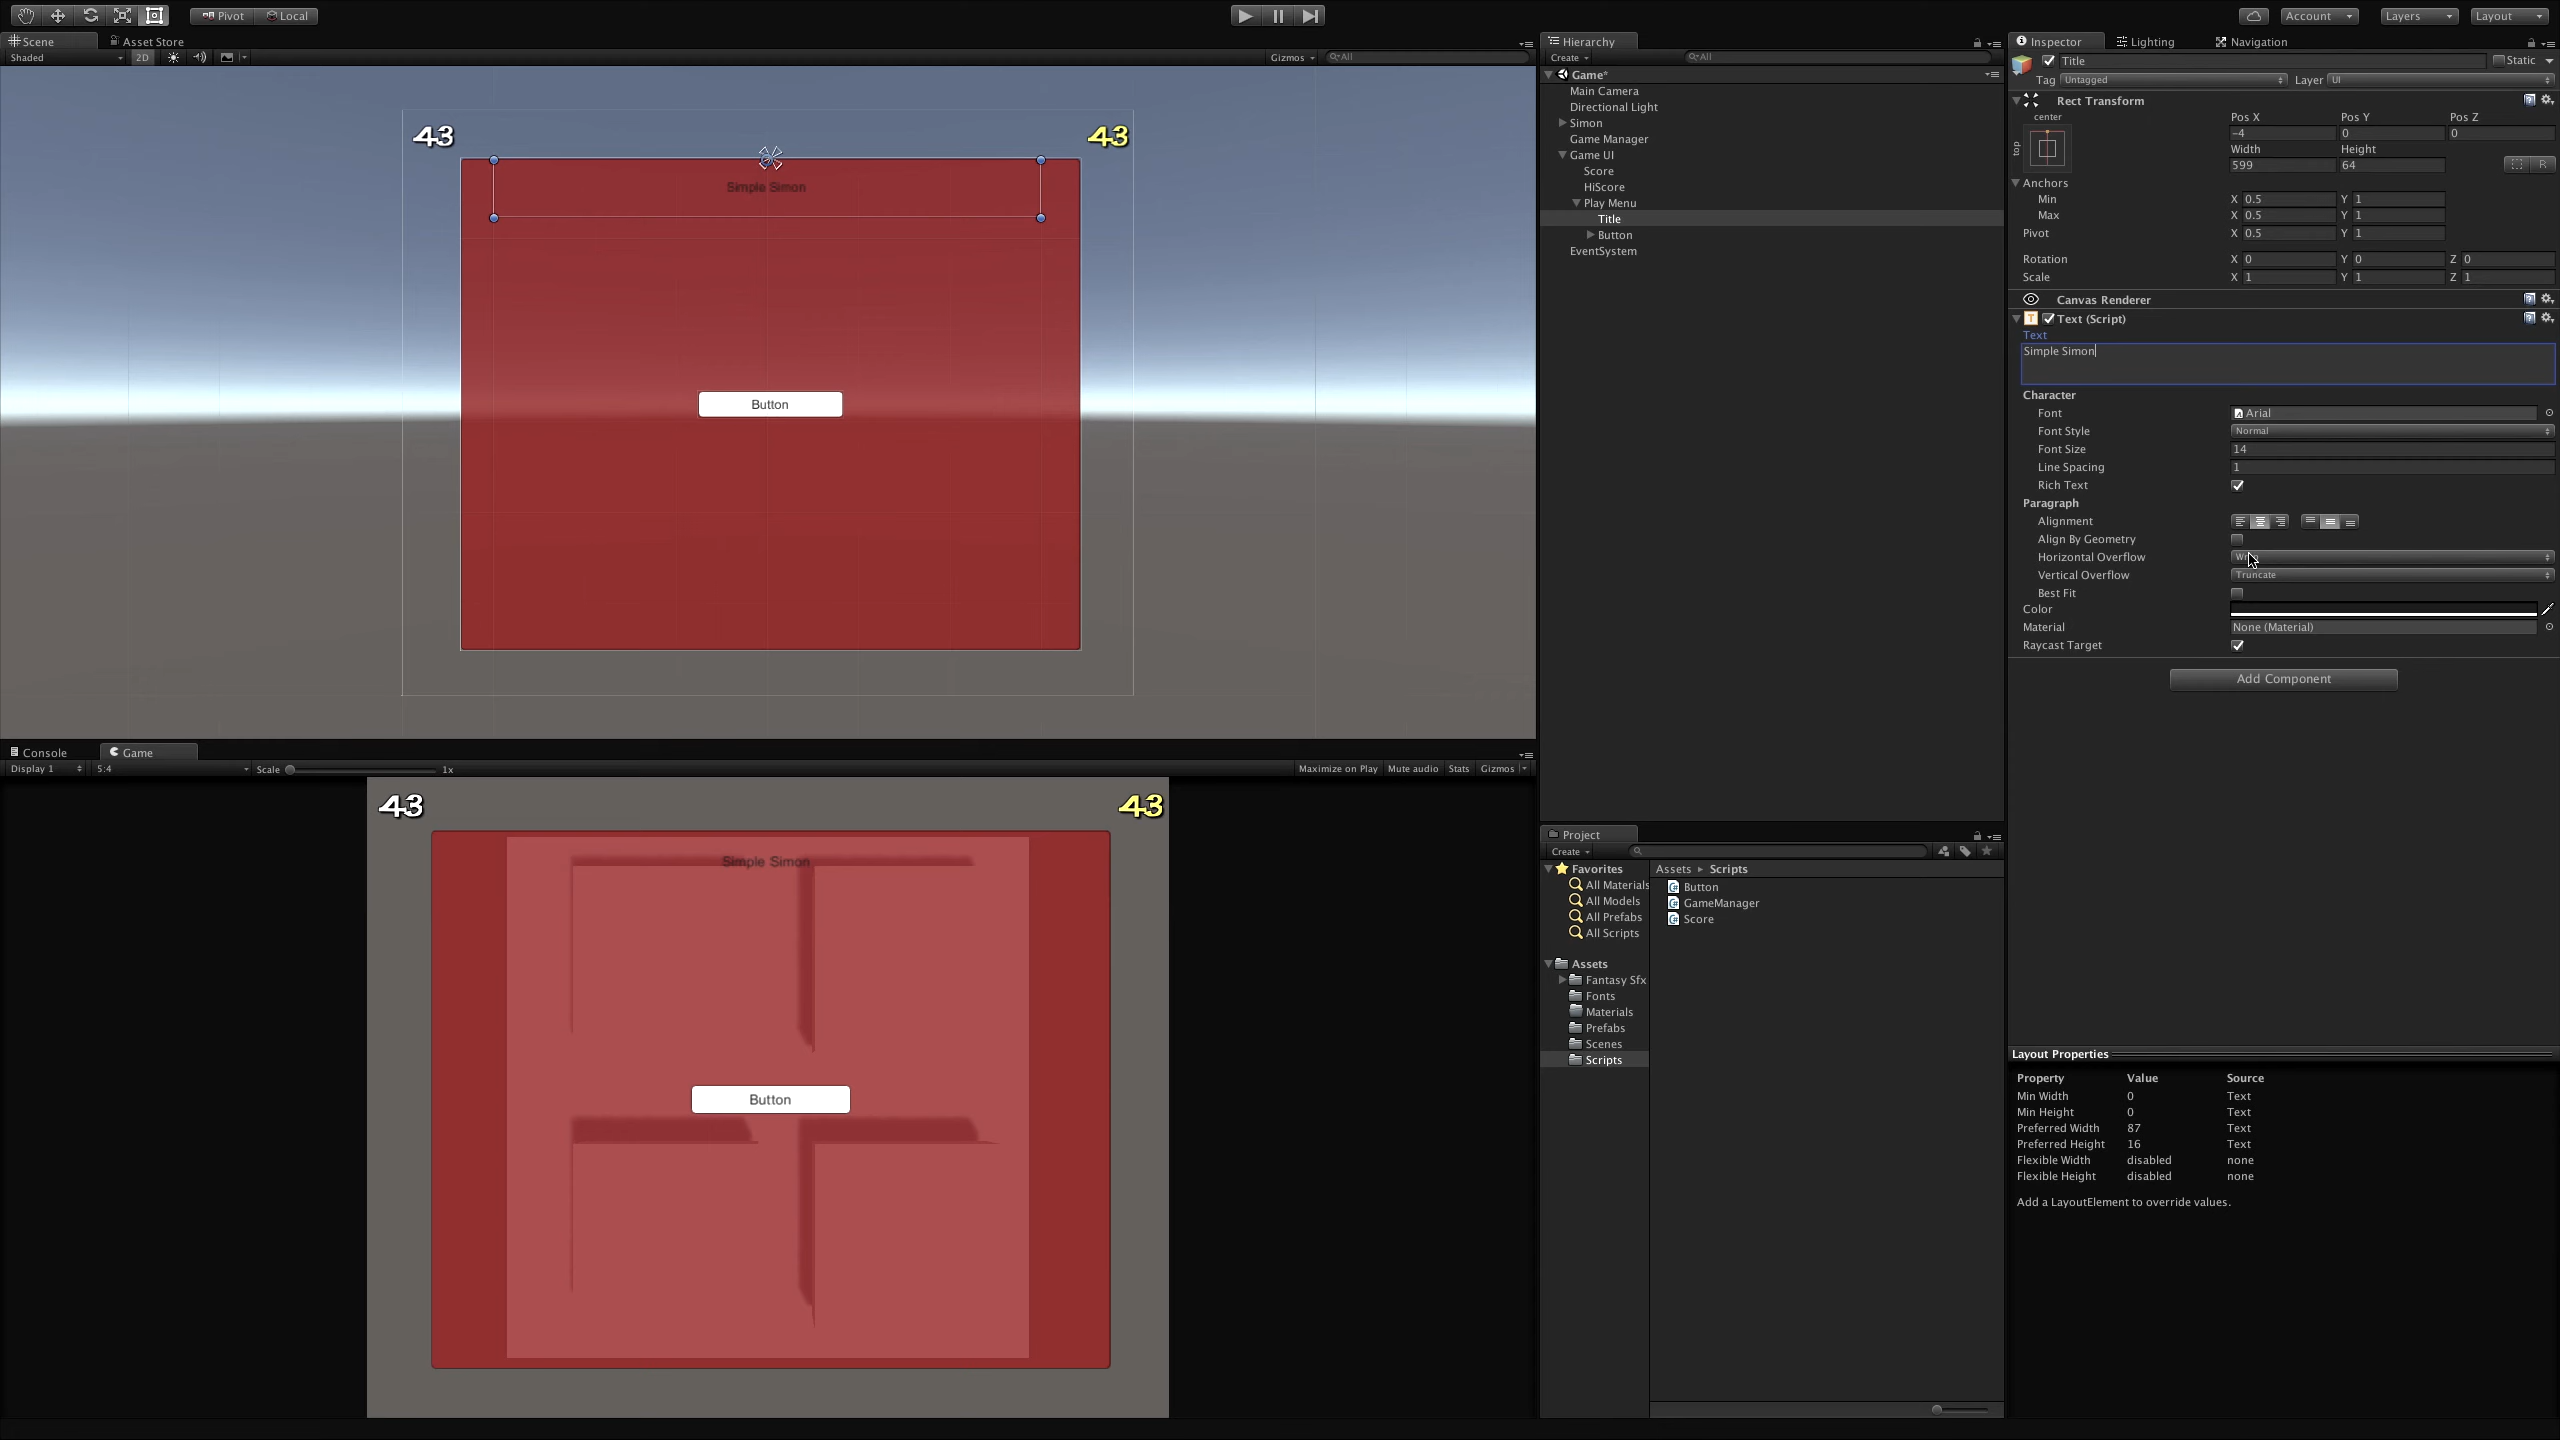 Pivot Local
Account Layers Layout
Scene Asset Store
Shaded 2D Gizmos All
43 43
Simple Simon
Button
Console Game
Display 1 5:4 Scale 1x Maximize on Play Mute audio Stats Gizmos
43 43
Simple Simon
Button
Hierarchy
Create All
Game*
Main Camera
Directional Light
Simon
Game Manager
Game UI
Score
HiScore
Play Menu
Title
Button
EventSystem
Project
Create
Favorites
All Materials
All Models
All Prefabs
All Scripts
Assets
Fantasy Sfx
Fonts
Materials
Prefabs
Scenes
Scripts
Assets ▸ Scripts
Button
GameManager
Score
Inspector Lighting Navigation
Title Static
Tag Untagged Layer UI
Rect Transform
center
top
Pos X Pos Y Pos Z
-4 0 0
Width Height
599 64 R
Anchors
Min X 0.5 Y 1
Max X 0.5 Y 1
Pivot X 0.5 Y 1
Rotation X 0 Y 0 Z 0
Scale X 1 Y 1 Z 1
Canvas Renderer
Text (Script)
Text
Simple Simon
Character
Font Arial
Font Style Normal
Font Size 14
Line Spacing 1
Rich Text
Paragraph
Alignment
Align By Geometry
Horizontal Overflow
Vertical Overflow Truncate
Best Fit
Color
Material None (Material)
Raycast Target
Add Component
Layout Properties
Property Value Source
Min Width 0 Text
Min Height 0 Text
Preferred Width 87 Text
Preferred Height 16 Text
Flexible Width disabled none
Flexible Height disabled none
Add a LayoutElement to override values.